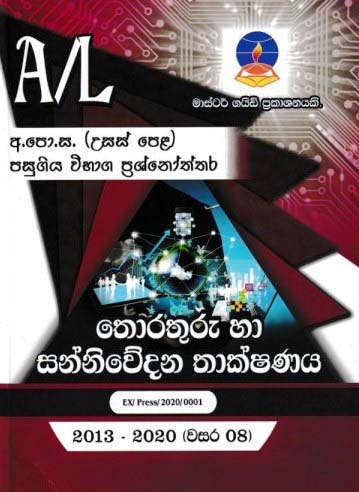 A/L
මාස්ටර් ගයිඩ් ප්‍රකාශනයකි.
අ.පො.ස. (උසස් පෙළ)
පසුගිය විභාග ප්‍රශ්නෝත්තර
තොරතුරු හා
සන්නිවේදන තාක්ෂණය
EX/ Press/2020/0001
2013 - 2020 (වසර 08)